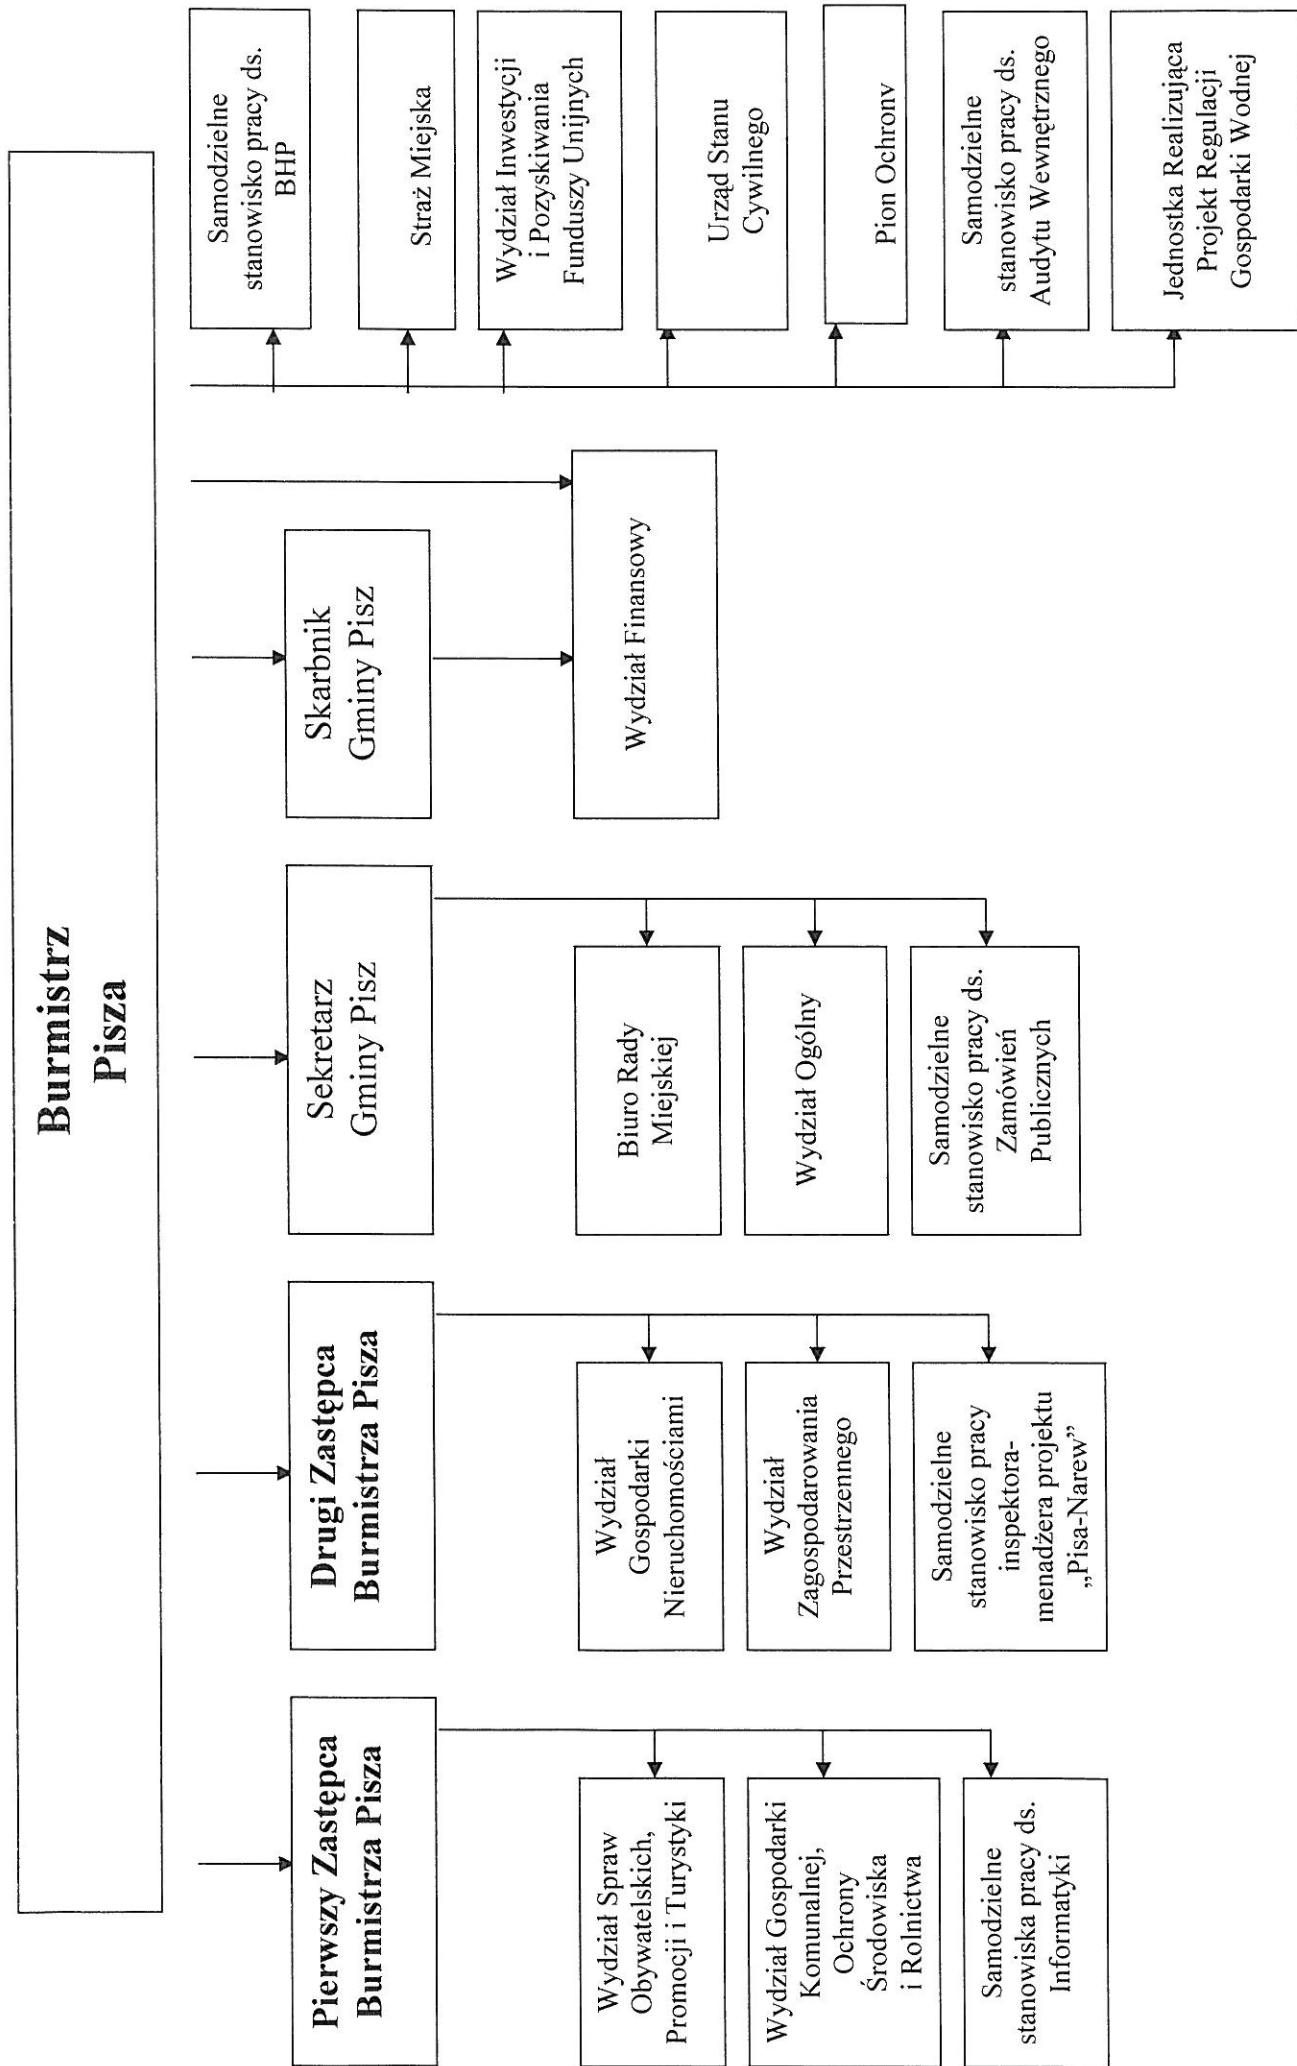 Burmistrz
Pisza
Pierwszy Zastępca
Burmistrza Pisza
Drugi Zastępca
Burmistrza Pisza
Sekretarz
Gminy Pisz
Skarbnik
Gminy Pisz
Wydział Spraw
Obywatelskich,
Promocji i Turystyki
Wydział Gospodarki
Komunalnej,
Ochrony
Środowiska
i Rolnictwa
Samodzielne
stanowiska pracy ds.
Informatyki
Wydział
Gospodarki
Nieruchomościami
Wydział
Zagospodarowania
Przestrzennego
Samodzielne
stanowisko pracy
inspektora-
menadżera projektu
„Pisa-Narew”
Biuro Rady
Miejskiej
Wydział Ogólny
Samodzielne
stanowisko pracy ds.
Zamówień
Publicznych
Wydział Finansowy
Samodzielne
stanowisko pracy ds.
BHP
Straż Miejska
Wydział Inwestycji
i Pozyskiwania
Funduszy Unijnych
Urząd Stanu
Cywilnego
Pion Ochrony
Samodzielne
stanowisko pracy ds.
Audytu Wewnętrznego
Jednostka Realizująca
Projekt Regulacji
Gospodarki Wodnej